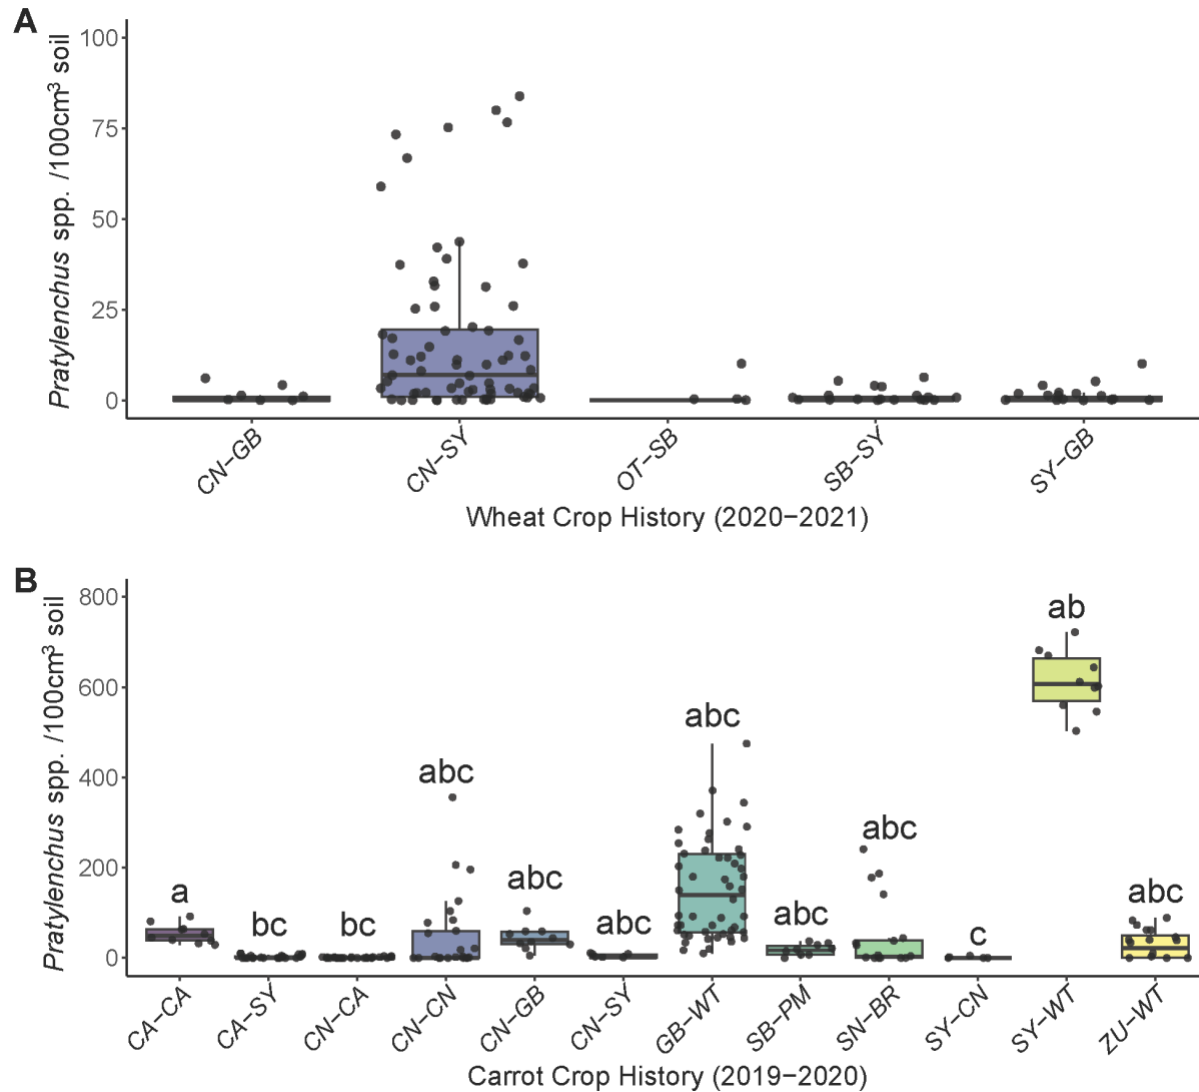 A
Pratylenchus spp. /100cm³ soil
100
75
50
25
0
CN−GB
CN−SY
OT−SB
SB−SY
SY−GB
Wheat Crop History (2020−2021)
B
Pratylenchus spp. /100cm³ soil
800
600
400
200
0
a
bc
bc
abc
abc
abc
abc
abc
abc
c
ab
abc
CA−CA
CA−SY
CN−CA
CN−CN
CN−GB
CN−SY
GB−WT
SB−PM
SN−BR
SY−CN
SY−WT
ZU−WT
Carrot Crop History (2019−2020)